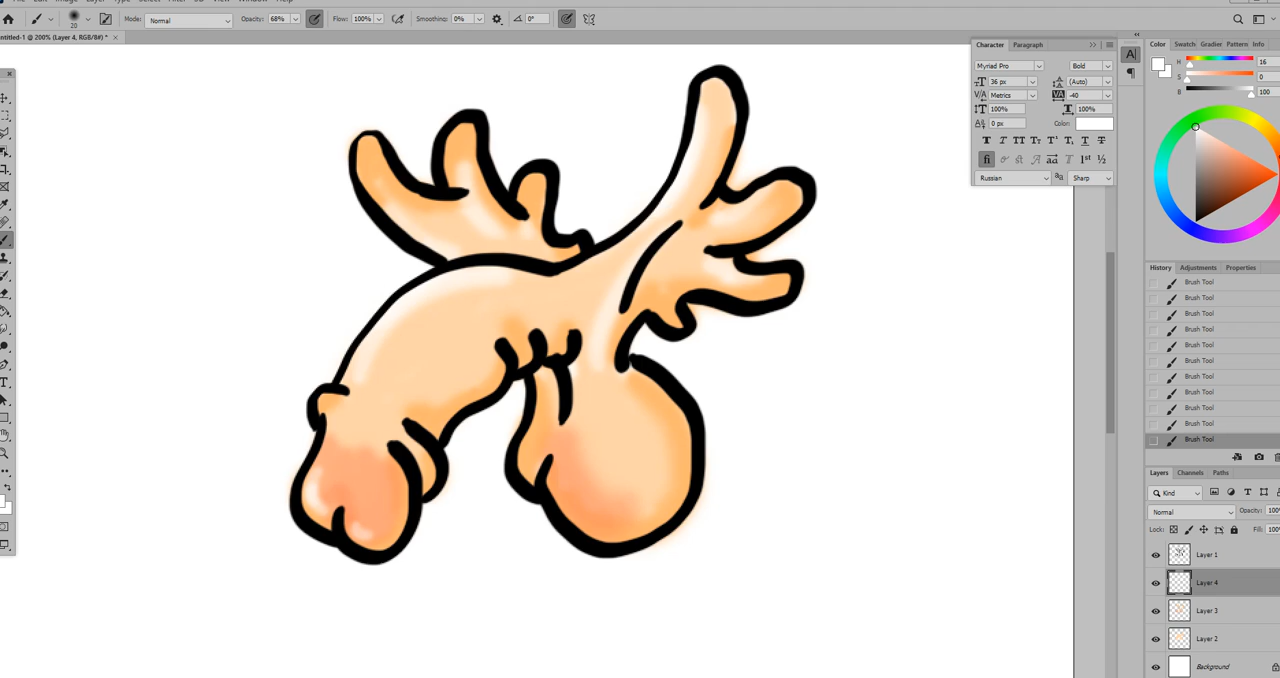 Mode: Normal Opacity: 68% Flow: 100% Smoothing: 0% 0°
20
ntitled-1 @ 200% (Layer 4, RGB/8#) * ×
Character Paragraph
Myriad Pro Bold
36 px (Auto)
Metrics -40
100% 100%
0 px Color:
Russian Sharp
Color Swatch Gradier Pattern Info
H 16
S 0
B 100
History Adjustments Properties
Brush Tool
Brush Tool
Brush Tool
Brush Tool
Brush Tool
Brush Tool
Brush Tool
Brush Tool
Brush Tool
Brush Tool
Brush Tool
Layers Channels Paths
Kind
Normal Opacity: 100%
Lock: Fill: 100
Layer 1
Layer 4
Layer 3
Layer 2
Background